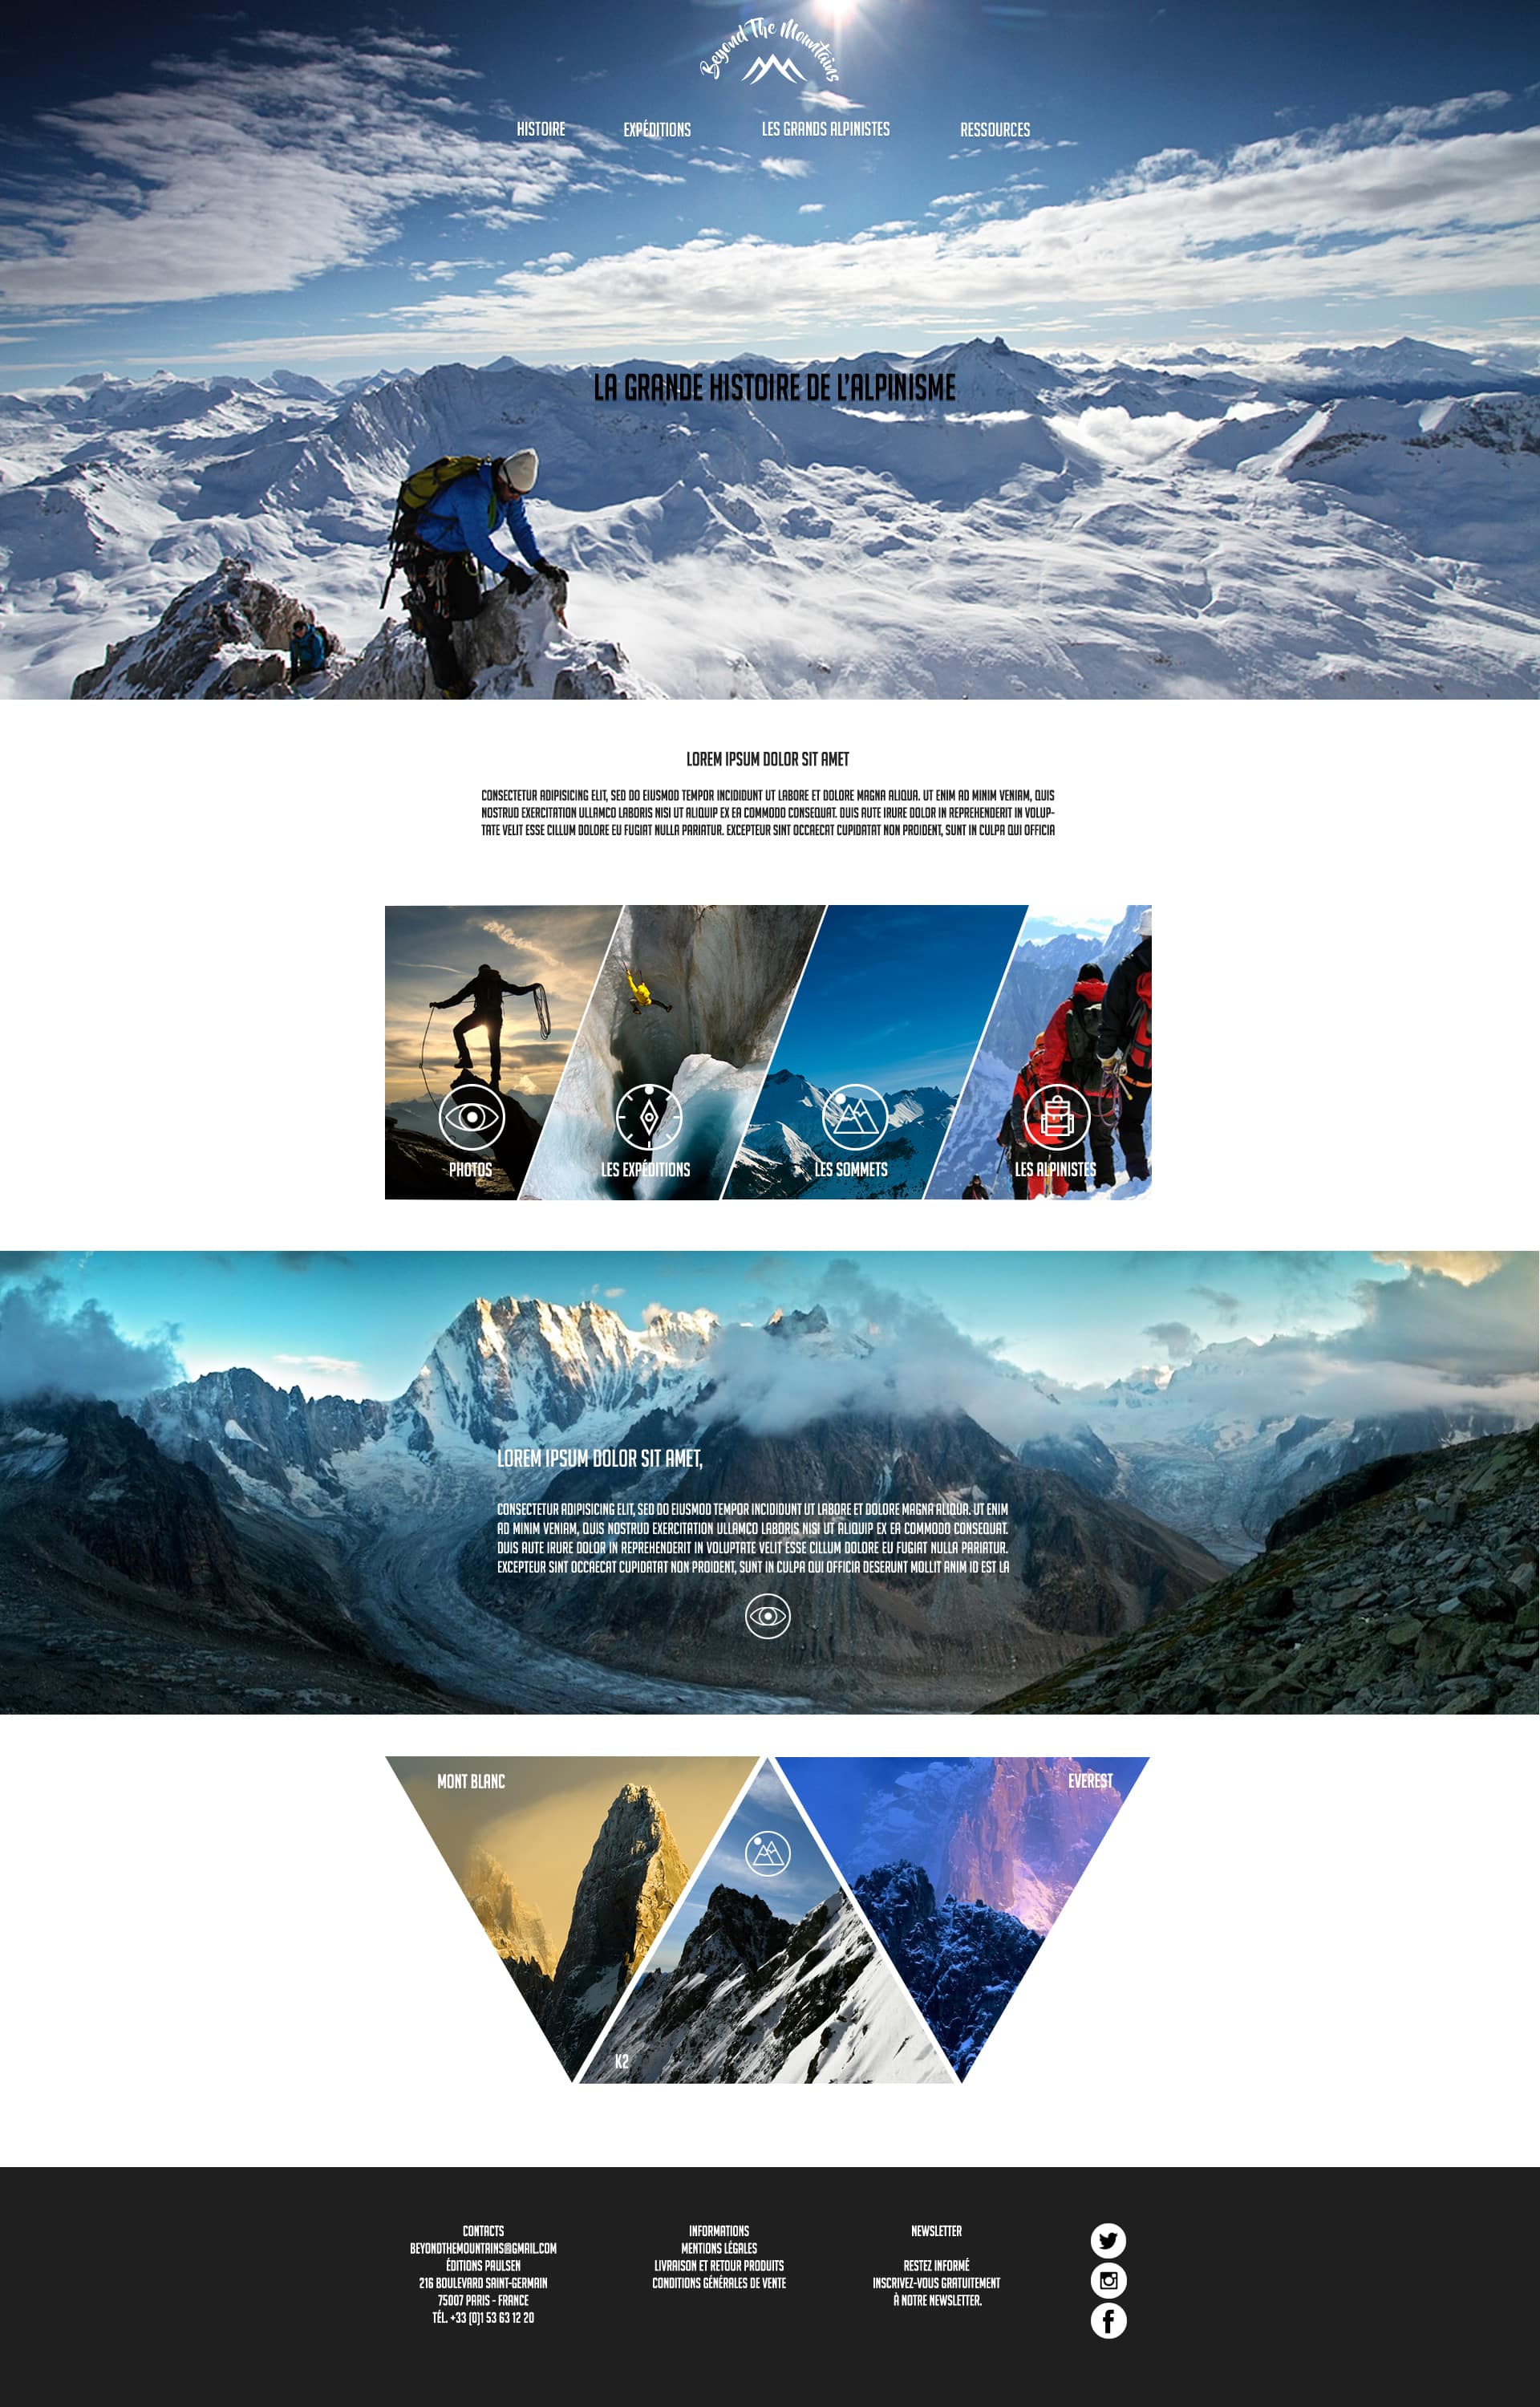 Beyond The Mountains
HISTOIRE
EXPÉDITIONS
LES GRANDS ALPINISTES
RESSOURCES
LA GRANDE HISTOIRE DE L'ALPINISME
LOREM IPSUM DOLOR SIT AMET
CONSECTETUR ADIPISICING ELIT, SED DO EIUSMOD TEMPOR INCIDIDUNT UT LABORE ET DOLORE MAGNA ALIQUA. UT ENIM AD MINIM VENIAM, QUIS
NOSTRUD EXERCITATION ULLAMCO LABORIS NISI UT ALIQUIP EX EA COMMODO CONSEQUAT. DUIS AUTE IRURE DOLOR IN REPREHENDERIT IN VOLUP-
TATE VELIT ESSE CILLUM DOLORE EU FUGIAT NULLA PARIATUR. EXCEPTEUR SINT OCCAECAT CUPIDATAT NON PROIDENT, SUNT IN CULPA QUI OFFICIA
PHOTOS
LES EXPÉDITIONS
LES SOMMETS
LES ALPINISTES
LOREM IPSUM DOLOR SIT AMET,
CONSECTETUR ADIPISICING ELIT, SED DO EIUSMOD TEMPOR INCIDIDUNT UT LABORE ET DOLORE MAGNA ALIQUA. UT ENIM
AD MINIM VENIAM, QUIS NOSTRUD EXERCITATION ULLAMCO LABORIS NISI UT ALIQUIP EX EA COMMODO CONSEQUAT.
DUIS AUTE IRURE DOLOR IN REPREHENDERIT IN VOLUPTATE VELIT ESSE CILLUM DOLORE EU FUGIAT NULLA PARIATUR.
EXCEPTEUR SINT OCCAECAT CUPIDATAT NON PROIDENT, SUNT IN CULPA QUI OFFICIA DESERUNT MOLLIT ANIM ID EST LA
MONT BLANC
EVEREST
K2
CONTACTS
BEYONDTHEMOUNTAINS@GMAIL.COM
ÉDITIONS PAULSEN
216 BOULEVARD SAINT-GERMAIN
75007 PARIS - FRANCE
TÉL. +33 (0)1 53 63 12 20
INFORMATIONS
MENTIONS LÉGALES
LIVRAISON ET RETOUR PRODUITS
CONDITIONS GÉNÉRALES DE VENTE
NEWSLETTER
RESTEZ INFORMÉ
INSCRIVEZ-VOUS GRATUITEMENT
À NOTRE NEWSLETTER.